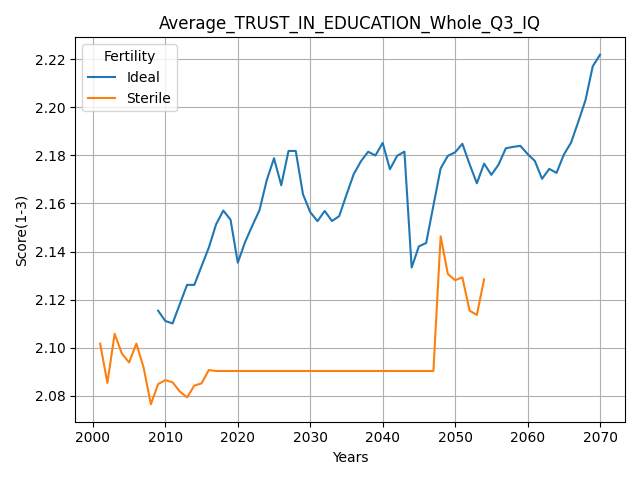 Average_TRUST_IN_EDUCATION_Whole_Q3_IQ
Fertility
Ideal
Sterile
2.22
2.20
2.18
2.16
2.14
2.12
2.10
2.08
Score(1-3)
2000 2010 2020 2030 2040 2050 2060 2070
Years